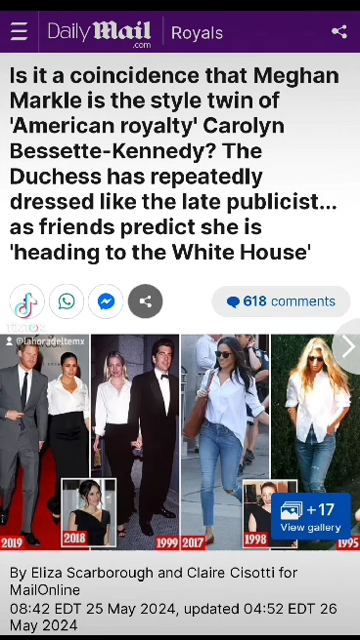 Daily Mail
.com
Royals
Is it a coincidence that Meghan
Markle is the style twin of
'American royalty' Carolyn
Bessette-Kennedy? The
Duchess has repeatedly
dressed like the late publicist...
as friends predict she is
'heading to the White House'
618 comments
@lahoradeltemx
2019
2018
1999
2017
1998
1995
+17
View gallery
By Eliza Scarborough and Claire Cisotti for
MailOnline
08:42 EDT 25 May 2024, updated 04:52 EDT 26
May 2024